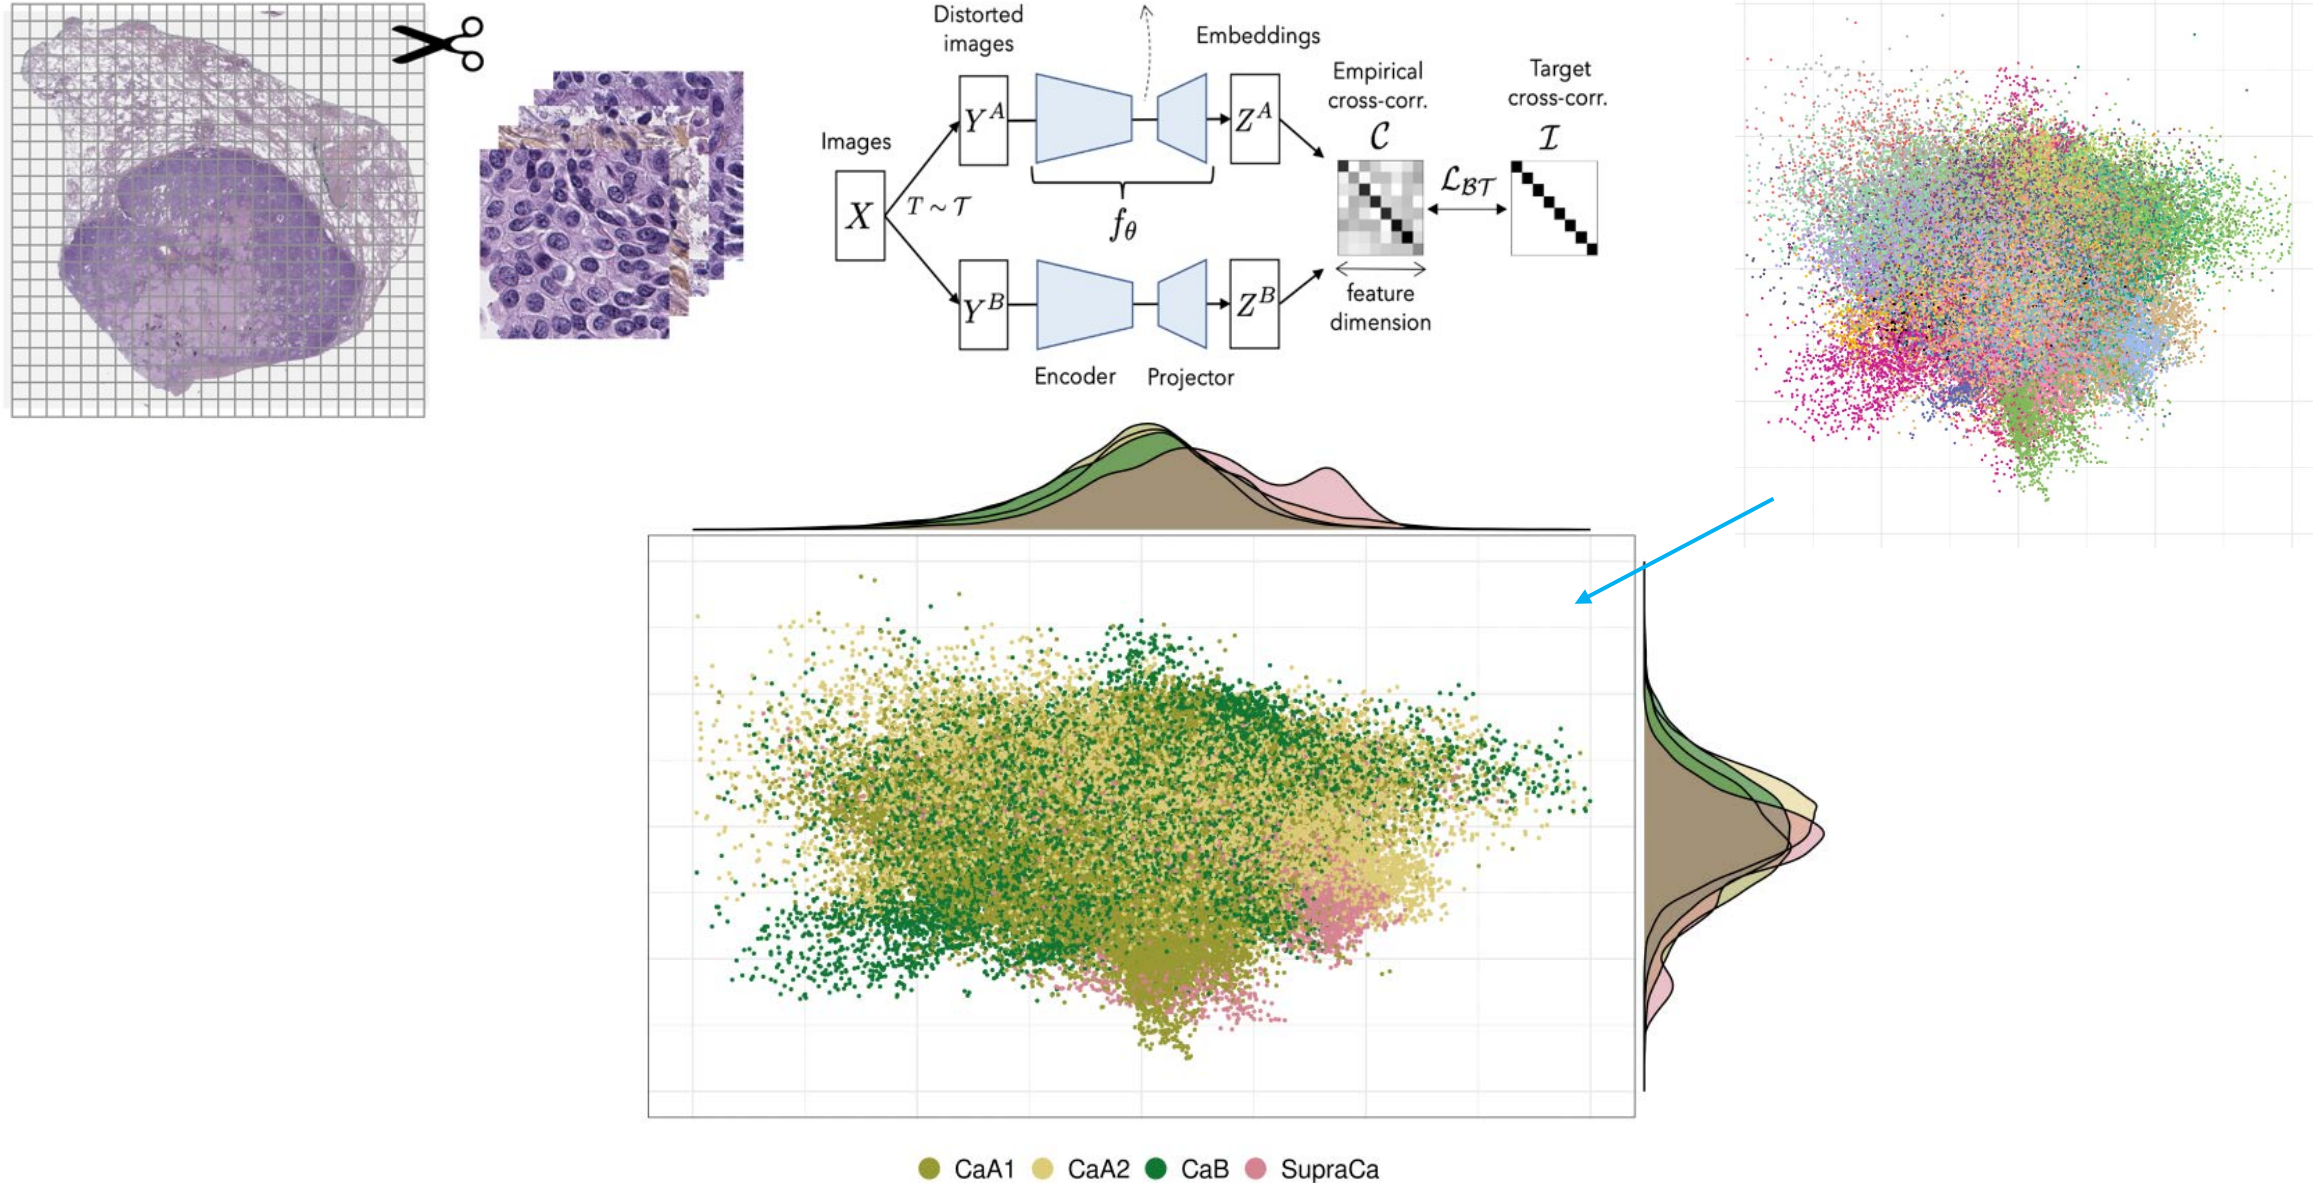 Distorted
images
Embeddings
Empirical
cross-corr.
Target
cross-corr.
Images
X
T ~ 𝒯
Y^A
Z^A
f_θ
𝒞
ℐ
ℒ_ℬ𝒯
feature
dimension
Y^B
Z^B
Encoder
Projector
CaA1
CaA2
CaB
SupraCa